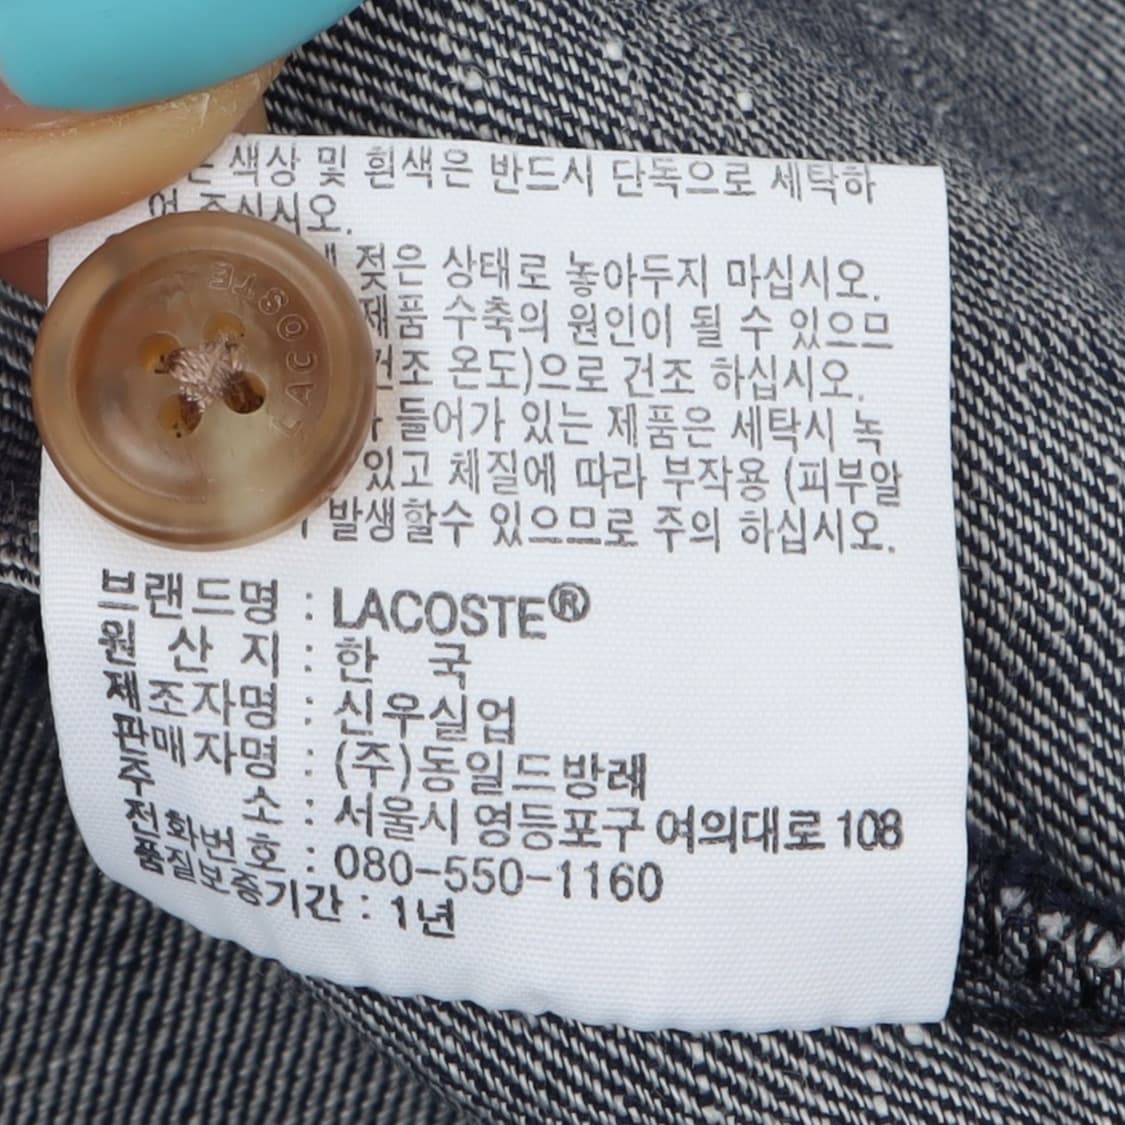 색상 및 흰색은 반드시 단독으로 세탁하
어 주십시오.
젖은 상태로 놓아두지 마십시오.
제품 수축의 원인이 될 수 있으므
건조 온도)으로 건조 하십시오.
들어가 있는 제품은 세탁시 녹
있고 체질에 따라 부작용 (피부알
발생할수 있으므로 주의 하십시오.
브랜드명 : LACOSTE®
원 산 지 : 한 국
제조자명 : 신우실업
판매자명 : (주)동일드방레
주 소 : 서울시 영등포구 여의대로 108
전화번호 : 080-550-1160
품질보증기간 : 1년
LACOSTE